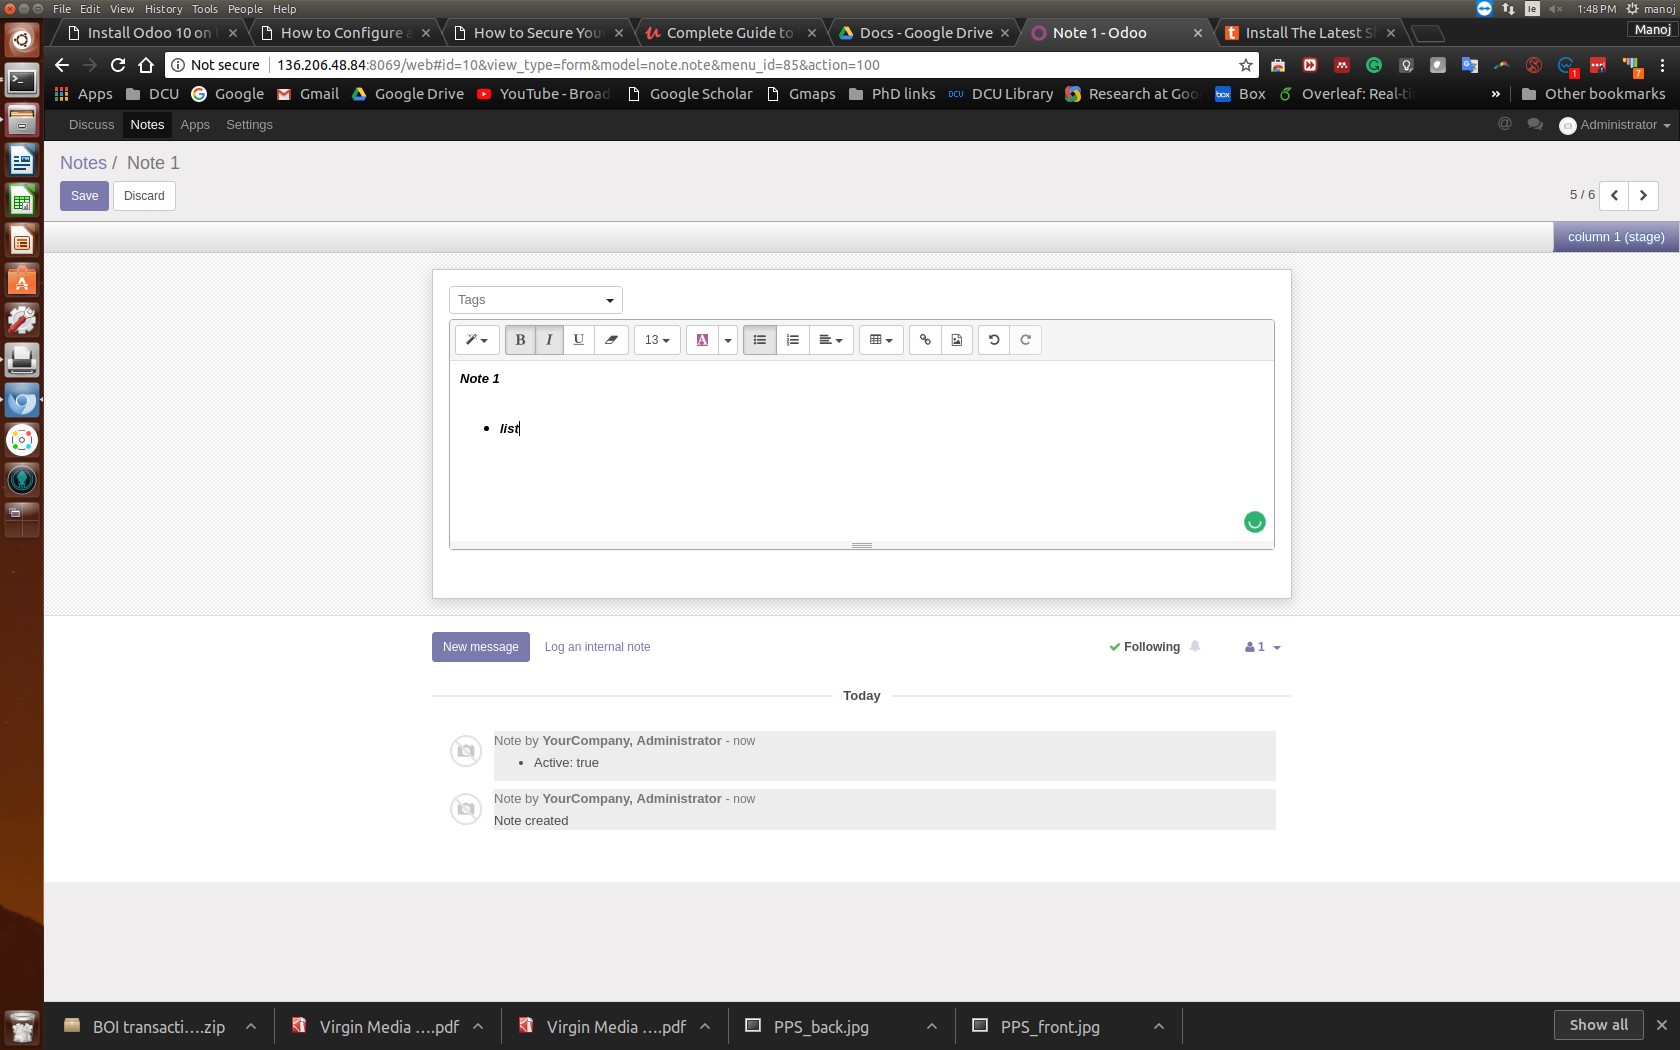 File Edit View History Tools People Help
1:48 PM manoj
Install Odoo 10 on
How to Configure a
How to Secure Your
Complete Guide to
Docs - Google Drive
Note 1 - Odoo
Install The Latest S
Manoj
Not secure 136.206.48.84:8069/web#id=10&view_type=form&model=note.note&menu_id=85&action=100
1 7
Apps DCU Google Gmail Google Drive YouTube - Broad Google Scholar Gmaps PhD links DCU DCU Library Research at Goo box Box Overleaf: Real-ti » Other bookmarks
Discuss Notes Apps Settings @ Administrator
Notes / Note 1
Save Discard 5 / 6
column 1 (stage)
Tags
B I U 13 A
Note 1
• list
New message Log an internal note Following 1
Today
Note by YourCompany, Administrator - now
• Active: true
Note by YourCompany, Administrator - now
Note created
BOI transacti....zip Virgin Media ....pdf Virgin Media ....pdf PPS_back.jpg PPS_front.jpg Show all